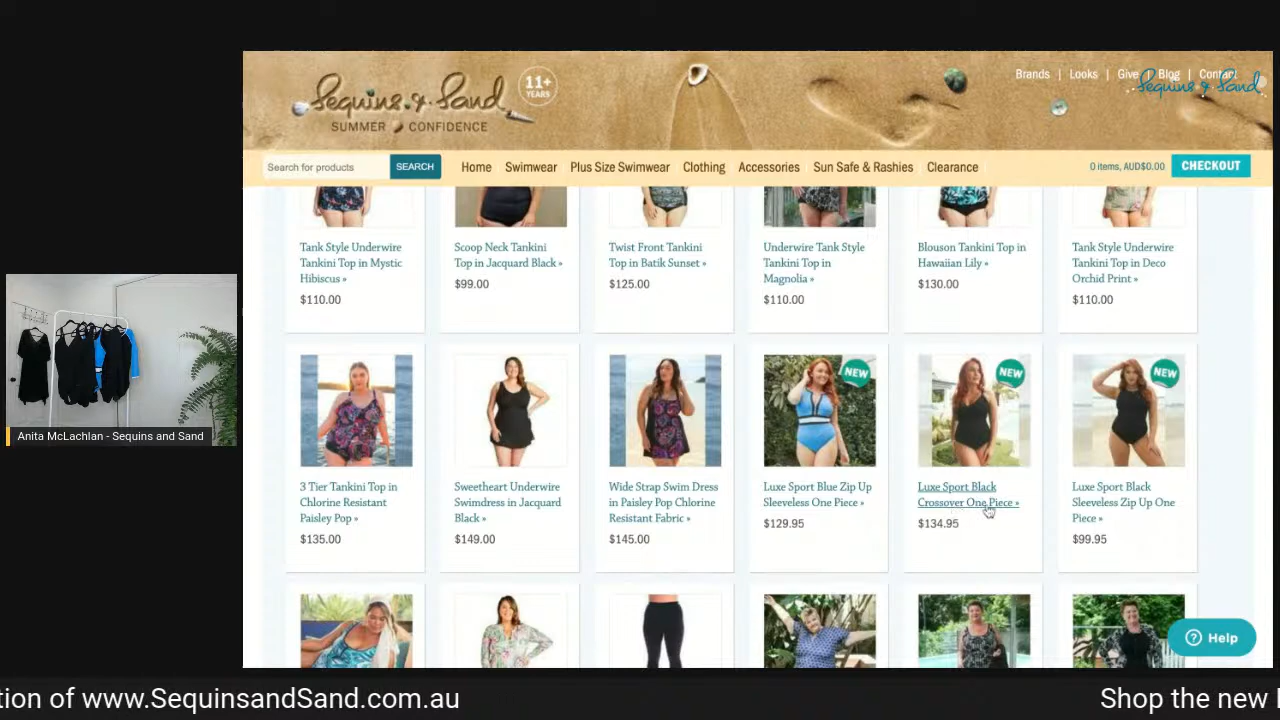 Sequins & Sand
11+
YEARS
SUMMER CONFIDENCE
Brands | Looks | Give | Blog | Contact
Sequins & Sand
Search for products
SEARCH
Home
Swimwear
Plus Size Swimwear
Clothing
Accessories
Sun Safe & Rashies
Clearance
0 items, AUD$0.00
CHECKOUT
Tank Style Underwire
Tankini Top in Mystic
Hibiscus »
$110.00
Scoop Neck Tankini
Top in Jacquard Black »
$99.00
Twist Front Tankini
Top in Batik Sunset »
$125.00
Underwire Tank Style
Tankini Top in
Magnolia »
$110.00
Blouson Tankini Top in
Hawaiian Lily »
$130.00
Tank Style Underwire
Tankini Top in Deco
Orchid Print »
$110.00
3 Tier Tankini Top in
Chlorine Resistant
Paisley Pop »
$135.00
Sweetheart Underwire
Swimdress in Jacquard
Black »
$149.00
Wide Strap Swim Dress
in Paisley Pop Chlorine
Resistant Fabric »
$145.00
NEW
Luxe Sport Blue Zip Up
Sleeveless One Piece »
$129.95
NEW
Luxe Sport Black
Crossover One Piece »
$134.95
NEW
Luxe Sport Black
Sleeveless Zip Up One
Piece »
$99.95
Anita McLachlan - Sequins and Sand
Help
tion of www.SequinsandSand.com.au
Shop the new